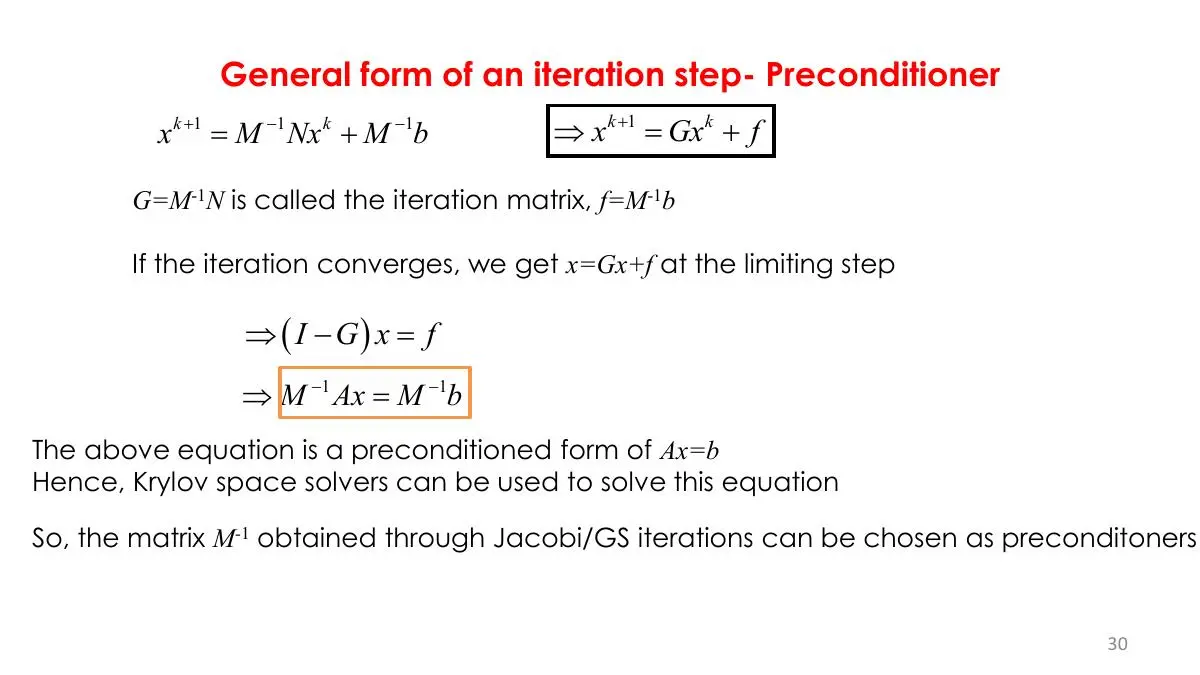 General form of an iteration step- Preconditioner
x^{k+1} = M^{-1}Nx^{k} + M^{-1}b
⇒ x^{k+1} = Gx^{k} + f
G=M^{-1}N is called the iteration matrix, f=M^{-1}b
If the iteration converges, we get x=Gx+f at the limiting step
⇒ (I − G) x = f
⇒ M^{-1}Ax = M^{-1}b
The above equation is a preconditioned form of Ax=b
Hence, Krylov space solvers can be used to solve this equation
So, the matrix M^{-1} obtained through Jacobi/GS iterations can be chosen as preconditoners
30